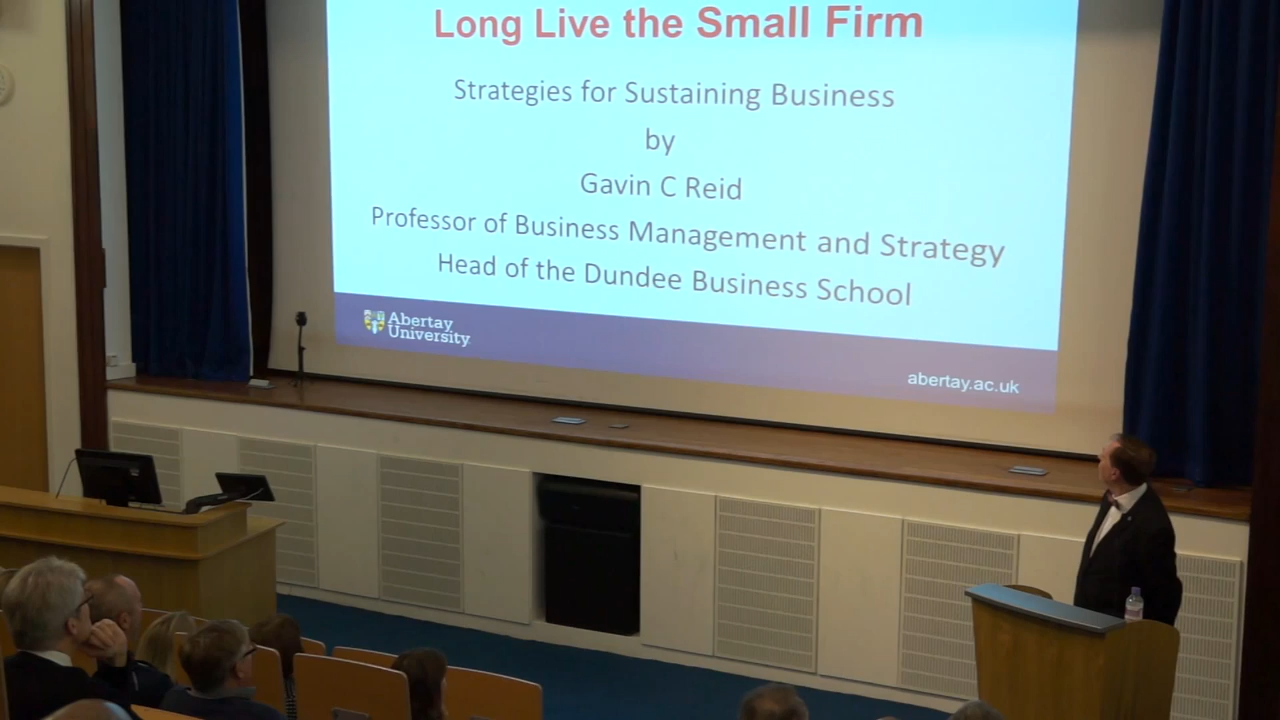 Long Live the Small Firm
Strategies for Sustaining Business
by
Gavin C Reid
Professor of Business Management and Strategy
Head of the Dundee Business School
Abertay
University
abertay.ac.uk